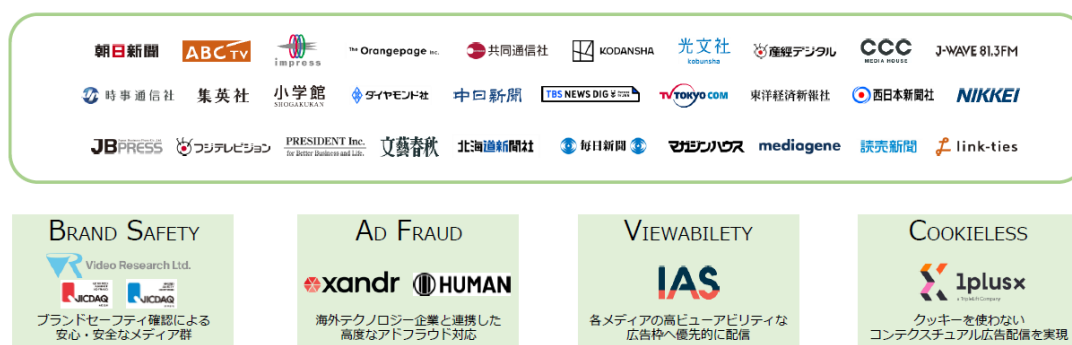 朝日新聞 ABCTV impress The Orangepage Inc. 共同通信社 KODANSHA 光文社 kobunsha 産経デジタル CCC MEDIA HOUSE J-WAVE 81.3FM
時事通信社 集英社 小学館 SHOGAKUKAN ダイヤモンド社 中日新聞 TBS NEWS DIG TV TOKYO COM 東洋経済新報社 西日本新聞社 NIKKEI
JBPRESS フジテレビジョン PRESIDENT Inc. for Better Business and Life. 文藝春秋 北海道新聞社 毎日新聞 マガジンハウス mediagene 読売新聞 link-ties
BRAND SAFETY
Video Research Ltd.
JICDAQ JICDAQ
ブランドセーフティ確認による
安心・安全なメディア群
AD FRAUD
xandr HUMAN
海外テクノロジー企業と連携した
高度なアドフラウド対応
VIEWABILETY
IAS
各メディアの高ビューアビリティな
広告枠へ優先的に配信
COOKIELESS
1plusx
クッキーを使わない
コンテクスチュアル広告配信を実現